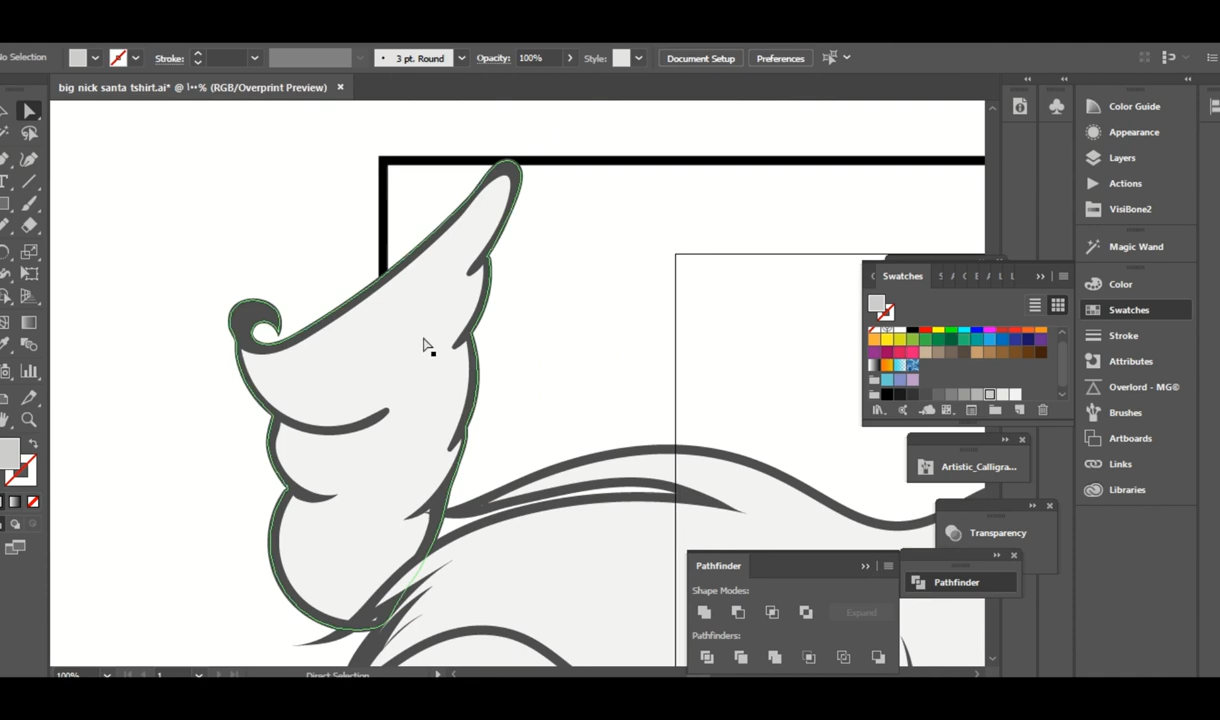 No Selection
Stroke:
3 pt. Round
Opacity: 100%
Style:
Document Setup
Preferences
big nick santa tshirt.ai* @ ١٠٠% (RGB/Overprint Preview)
Color Guide
Appearance
Layers
Actions
VisiBone2
Magic Wand
Color
Swatches
Stroke
Attributes
Overlord - MG®
Brushes
Artboards
Links
Libraries
Swatches
Artistic_Calligra...
Transparency
Pathfinder
Pathfinder
Shape Modes:
Expand
Pathfinders:
100%
1
Direct Selection